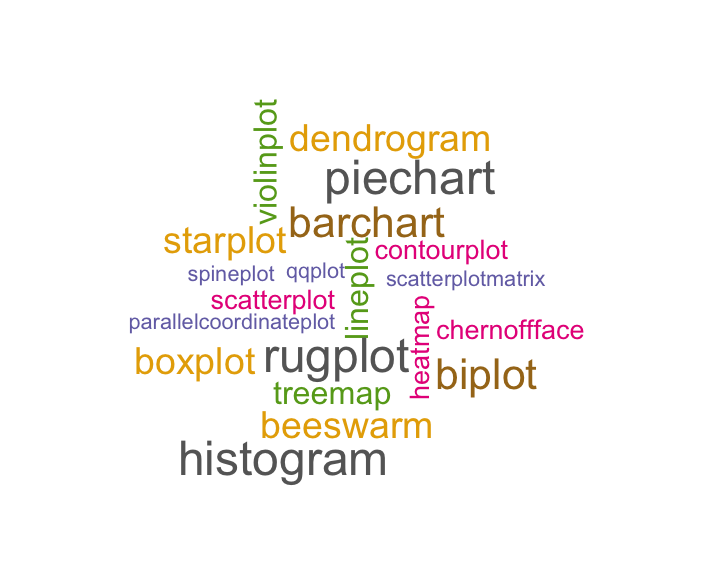 violinplot
dendrogram
piechart
barchart
starplot
lineplot
contourplot
spineplot
qqplot
scatterplotmatrix
scatterplot
heatmap
parallelcoordinateplot
chernoffface
boxplot
rugplot
biplot
treemap
beeswarm
histogram